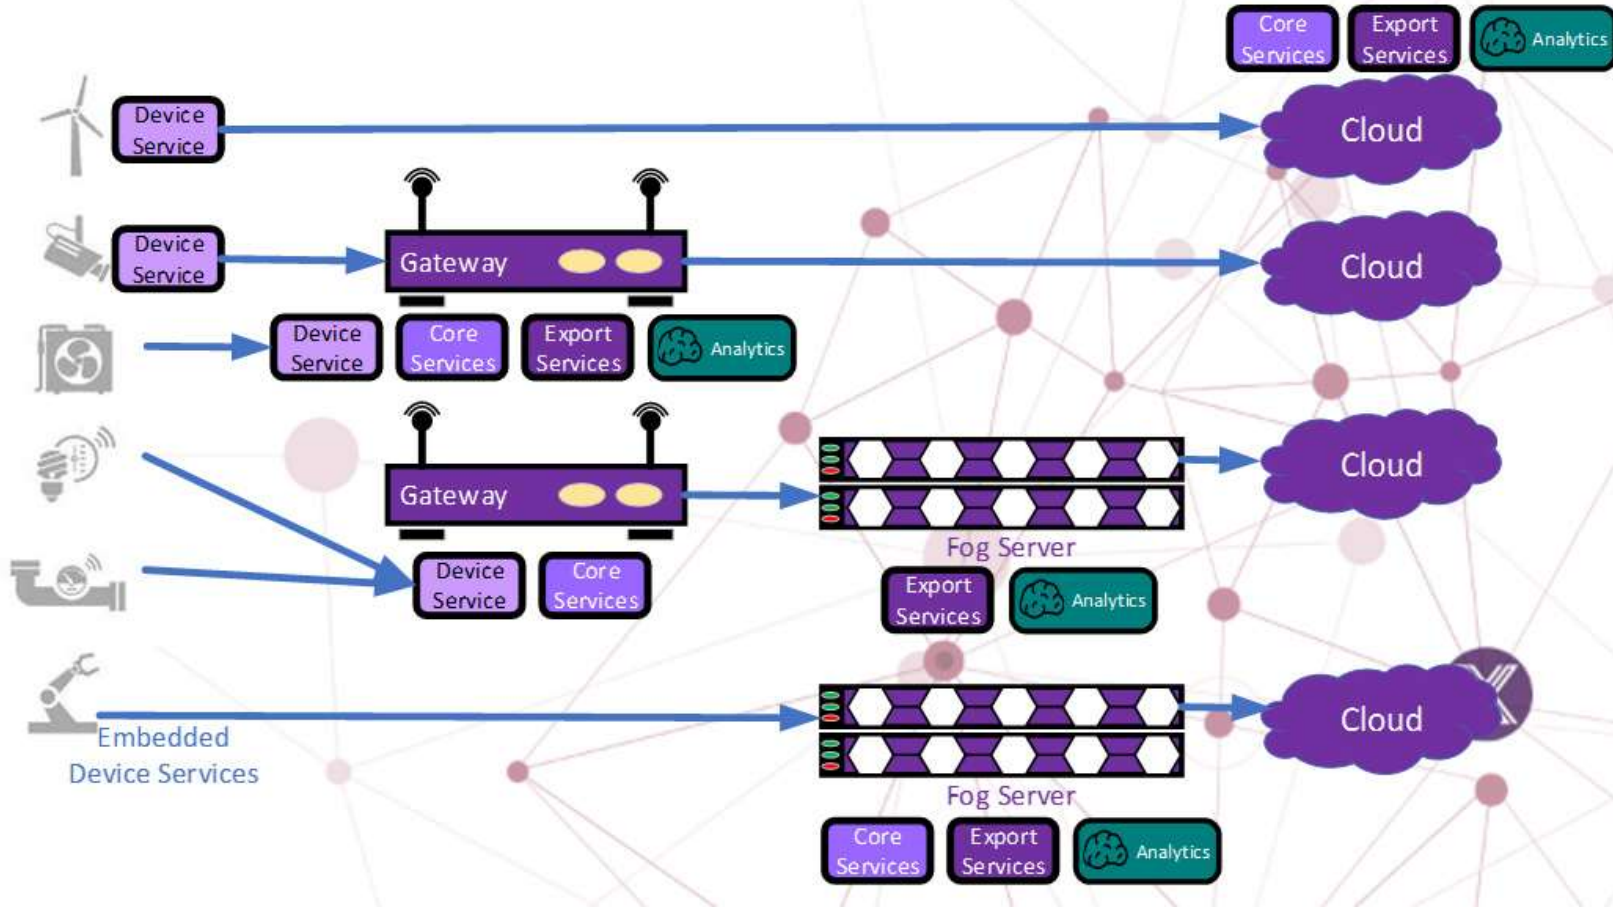 Core
Services
Export
Services
Analytics
Device
Service
Cloud
Device
Service
Gateway
Cloud
Device
Service
Core
Services
Export
Services
Analytics
Gateway
Cloud
Fog Server
Device
Service
Core
Services
Export
Services
Analytics
Cloud
Embedded
Device Services
Fog Server
Core
Services
Export
Services
Analytics